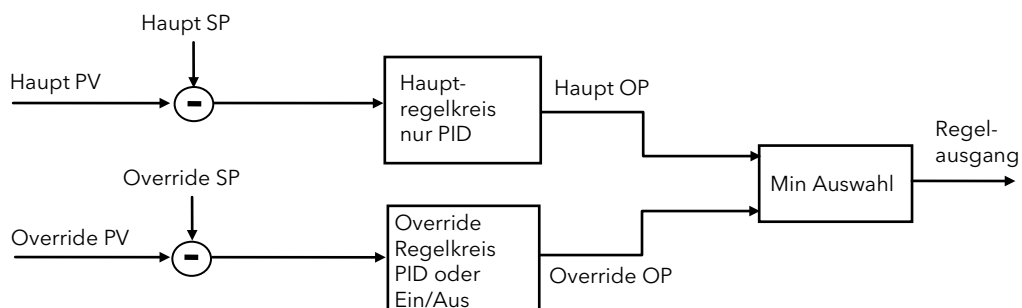 Haupt SP
Haupt PV
-
Haupt-
regelkreis
nur PID
Haupt OP
Override SP
Override PV
-
Override
Regelkreis
PID oder
Ein/Aus
Override OP
Min Auswahl
Regel-
ausgang